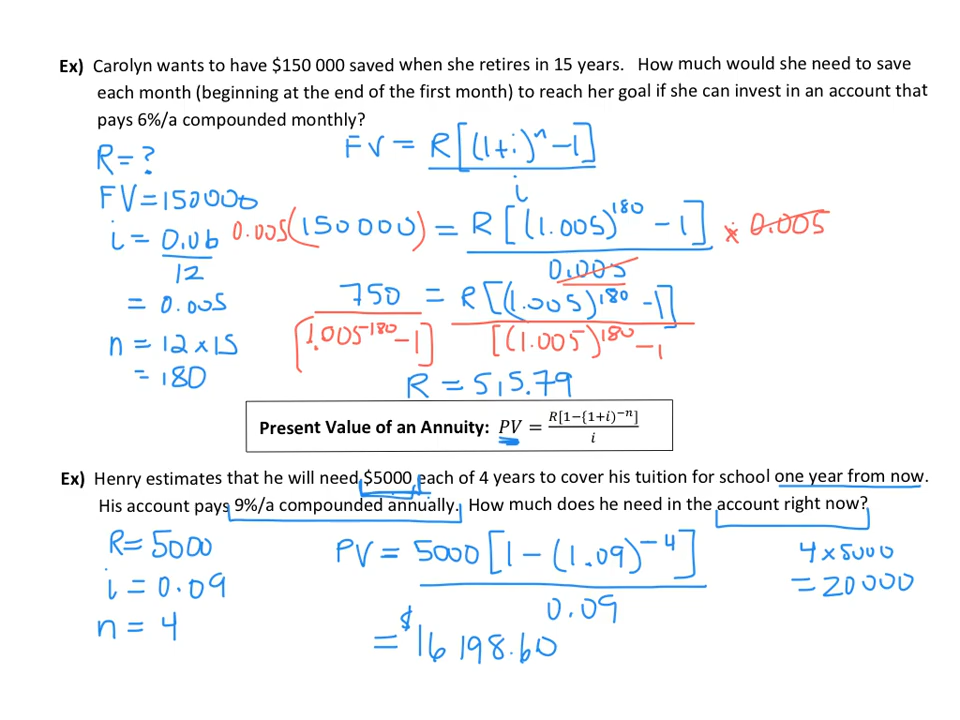 Ex) Carolyn wants to have $150 000 saved when she retires in 15 years. How much would she need to save
each month (beginning at the end of the first month) to reach her goal if she can invest in an account that
pays 6%/a compounded monthly?
R = ?
FV = R[(1+i)^n - 1] / i
FV = 150000
i = 0.06 / 12
0.005(150000) = R[(1.005)^180 - 1] / 0.005 × 0.005
= 0.005
750 / [1.005^180 - 1] = R[(1.005)^180 - 1] / [(1.005)^180 - 1
n = 12 × 15
= 180
R = 515.79
Present Value of an Annuity: PV = R[1−(1+i)^−n] / i
Ex) Henry estimates that he will need $5000 each of 4 years to cover his tuition for school one year from now.
His account pays 9%/a compounded annually. How much does he need in the account right now?
R = 5000
i = 0.09
n = 4
PV = 5000[1 - (1.09)^-4] / 0.09
= $16 198.60
4 × 5000
= 20 000